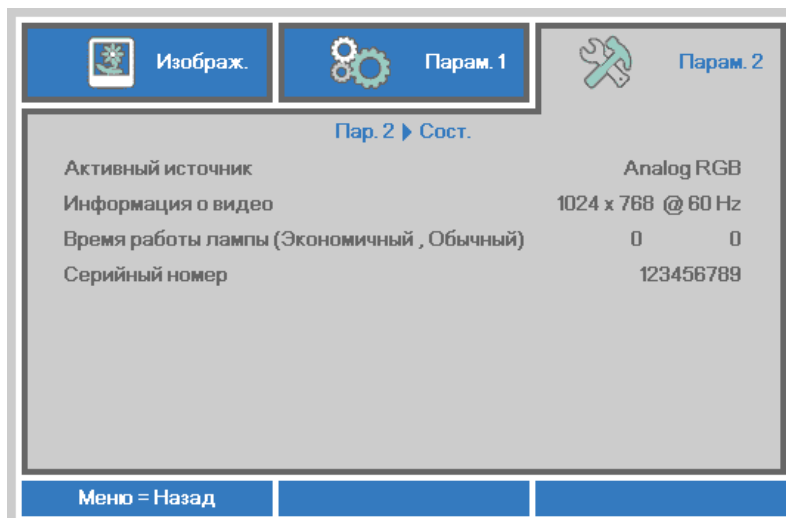 Изображ. Парам. 1 Парам. 2
Пар. 2 Сост.
Активный источник Analog RGB
Информация о видео 1024 x 768 @ 60 Hz
Время работы лампы (Экономичный , Обычный) 0 0
Серийный номер 123456789
Меню = Назад